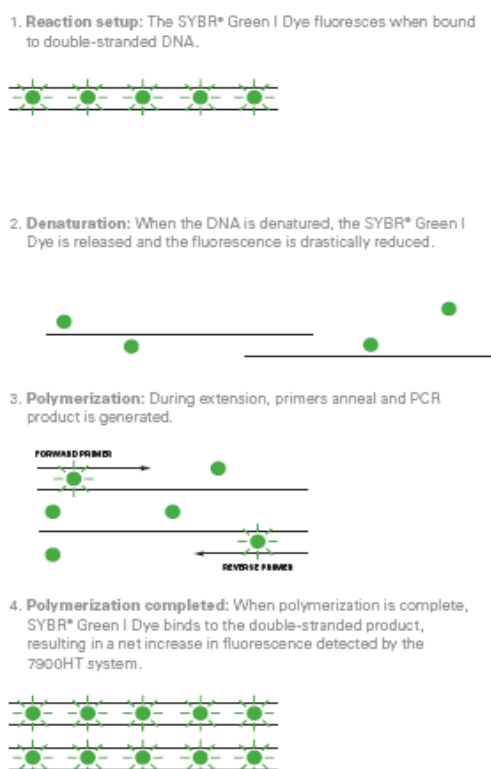 1. Reaction setup: The SYBR® Green I Dye fluoresces when bound
to double-stranded DNA.
2. Denaturation: When the DNA is denatured, the SYBR® Green I
Dye is released and the fluorescence is drastically reduced.
3. Polymerization: During extension, primers anneal and PCR
product is generated.
FORWARD PRIMER
REVERSE PRIMER
4. Polymerization completed: When polymerization is complete,
SYBR® Green I Dye binds to the double-stranded product,
resulting in a net increase in fluorescence detected by the
7900HT system.